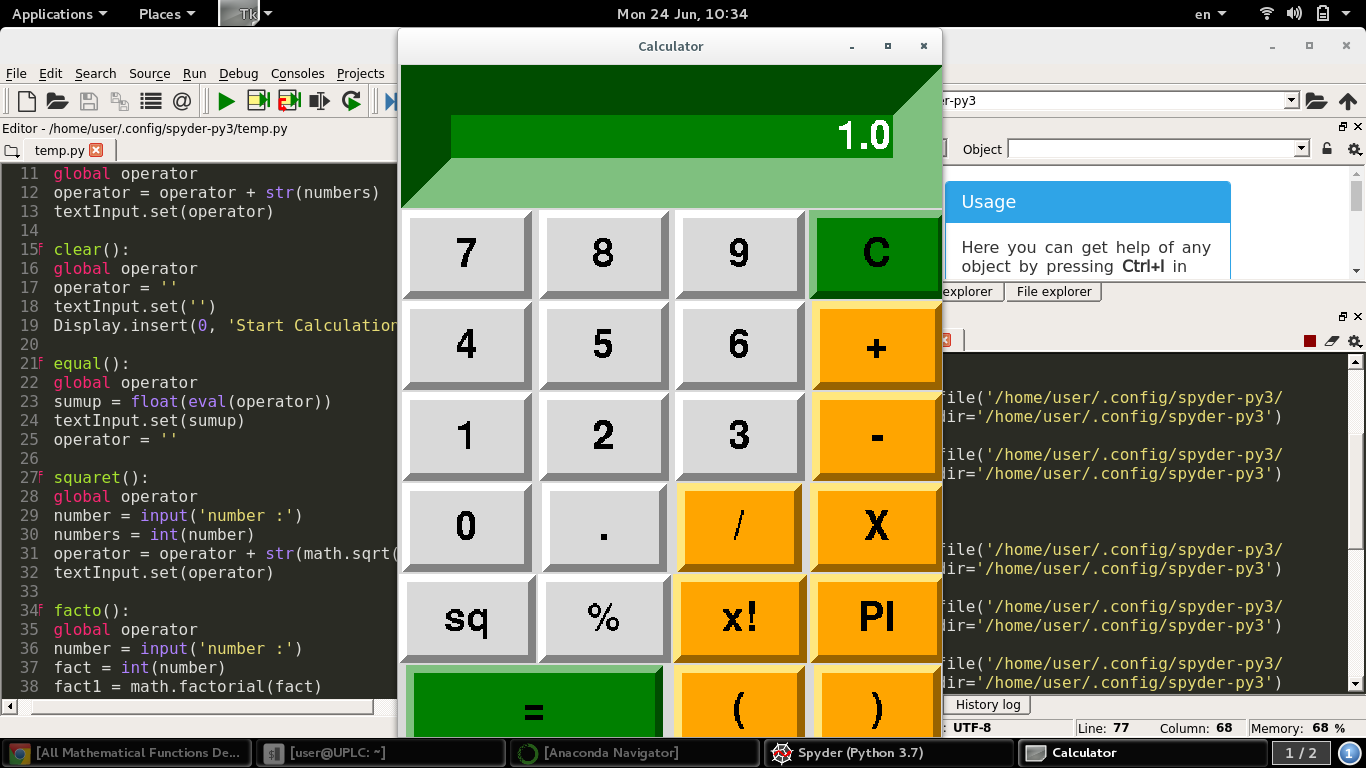 Applications Places Tk Mon 24 Jun, 10:34 en
Calculator
File Edit Search Source Run Debug Consoles Projects
r-py3
Editor - /home/user/.config/spyder-py3/temp.py
temp.py
Object
11 global operator
12 operator = operator + str(numbers)
13 textInput.set(operator)
14
15 clear():
16 global operator
17 operator = ''
18 textInput.set('')
19 Display.insert(0, 'Start Calculation
20
21 equal():
22 global operator
23 sumup = float(eval(operator))
24 textInput.set(sumup)
25 operator = ''
26
27 squaret():
28 global operator
29 number = input('number :')
30 numbers = int(number)
31 operator = operator + str(math.sqrt(
32 textInput.set(operator)
33
34 facto():
35 global operator
36 number = input('number :')
37 fact = int(number)
38 fact1 = math.factorial(fact)
1.0
7 8 9 C
4 5 6 +
1 2 3 -
0 . / X
sq % x! PI
= ( )
Usage
Here you can get help of any
object by pressing Ctrl+I in
explorer File explorer
file('/home/user/.config/spyder-py3/
dir='/home/user/.config/spyder-py3')
file('/home/user/.config/spyder-py3/
dir='/home/user/.config/spyder-py3')
file('/home/user/.config/spyder-py3/
dir='/home/user/.config/spyder-py3')
file('/home/user/.config/spyder-py3/
dir='/home/user/.config/spyder-py3')
file('/home/user/.config/spyder-py3/
dir='/home/user/.config/spyder-py3')
History log
: UTF-8 Line: 77 Column: 68 Memory: 68 %
[All Mathematical Functions De... [user@UPLC: ~] [Anaconda Navigator] Spyder (Python 3.7) Calculator 1 / 2 1